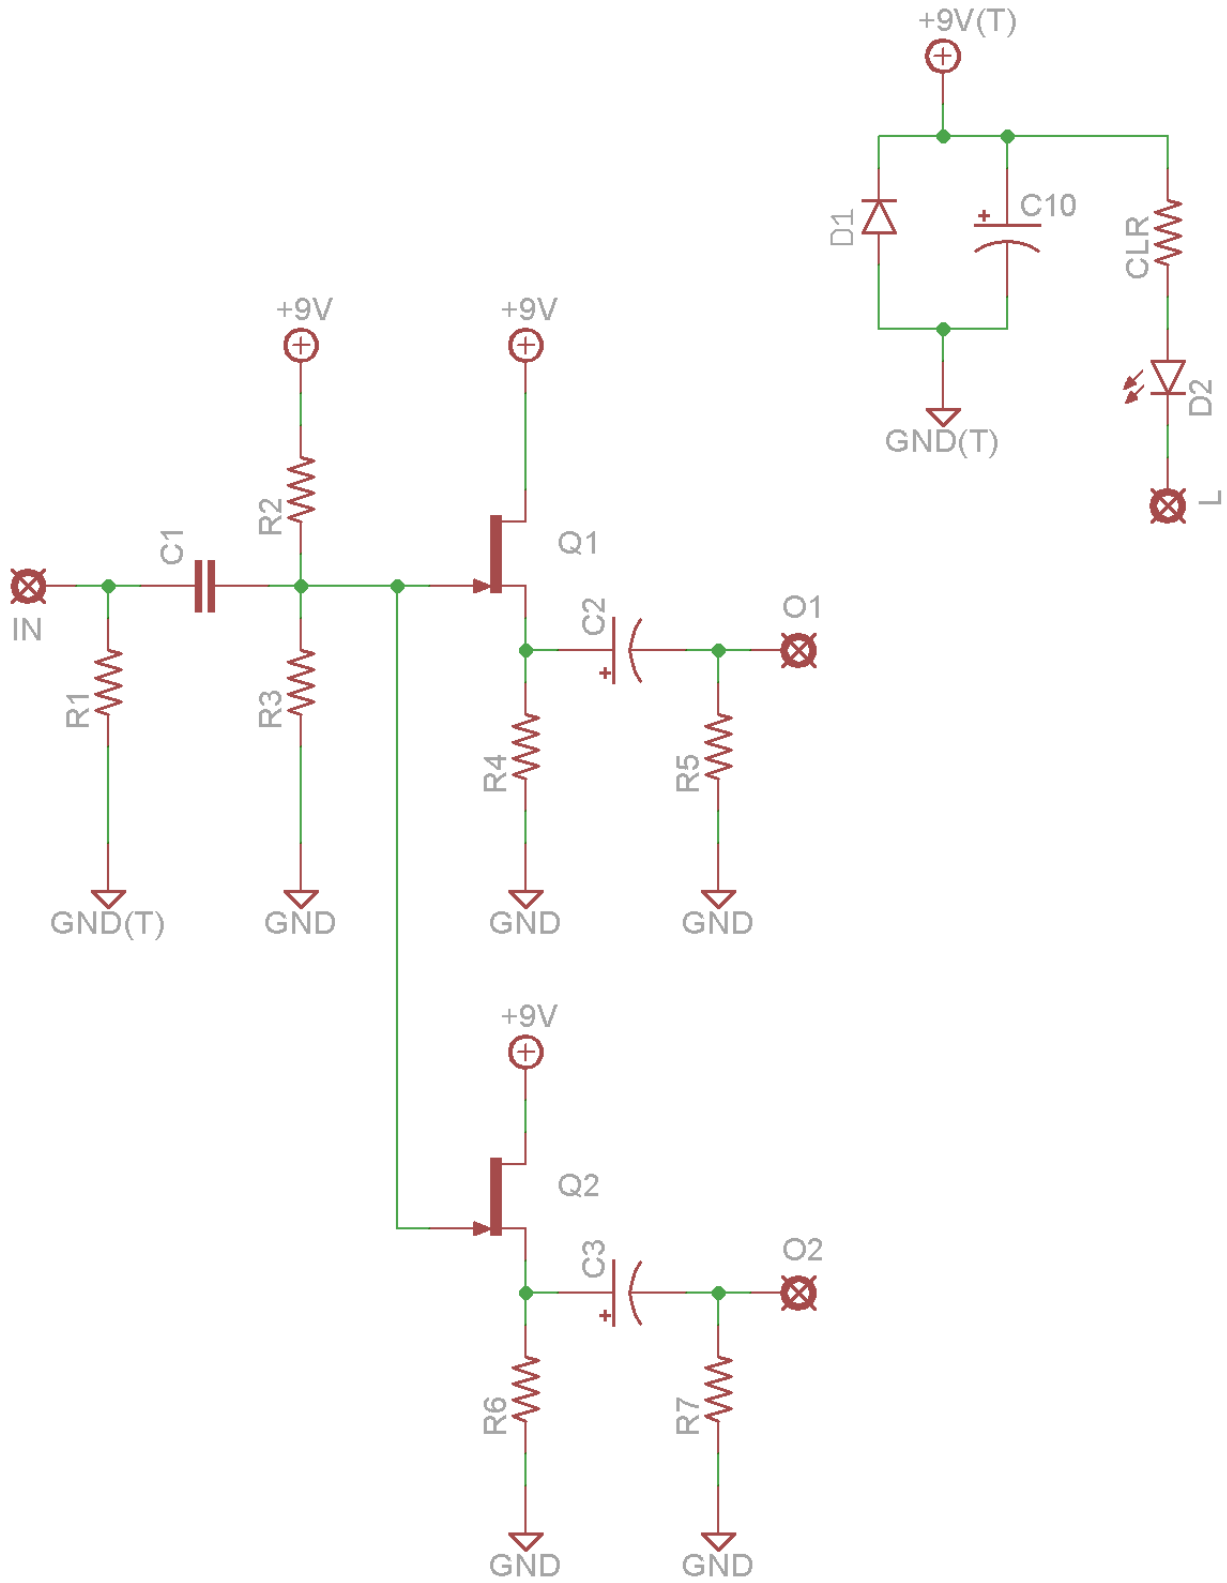 +9V(T)
D1
C10
CLR
GND(T)
D2
L
+9V
+9V
R2
C1
Q1
IN
R1
R3
C2
O1
R4
R5
GND(T)
GND
GND
GND
+9V
Q2
C3
O2
R6
R7
GND
GND